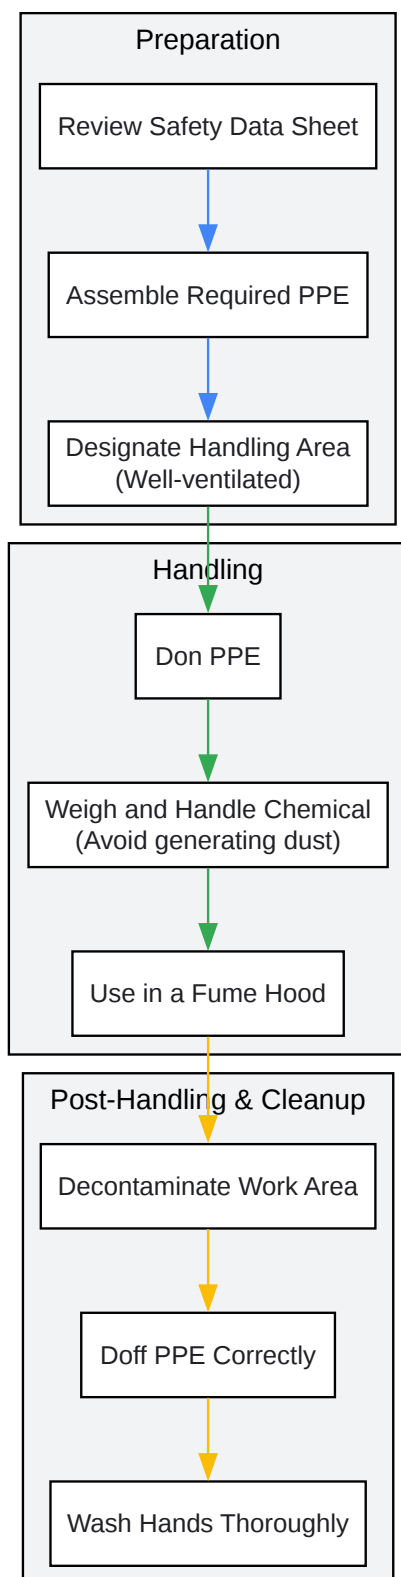 Preparation
Review Safety Data Sheet
Assemble Required PPE
Designate Handling Area
(Well-ventilated)
Handling
Don PPE
Weigh and Handle Chemical
(Avoid generating dust)
Use in a Fume Hood
Post-Handling & Cleanup
Decontaminate Work Area
Doff PPE Correctly
Wash Hands Thoroughly